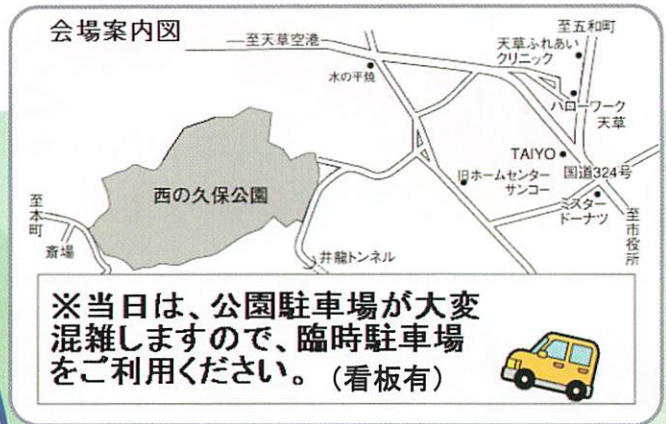 会場案内図
至天草空港
至五和町
天草ふれあい
クリニック
水の平焼
ハローワーク
天草
TAIYO
国道324号
旧ホームセンター
サンコー
ミスター
ドーナツ
至市役所
西の久保公園
至本町
斎場
井龍トンネル
※当日は、公園駐車場が大変
混雑しますので、臨時駐車場
をご利用ください。（看板有）